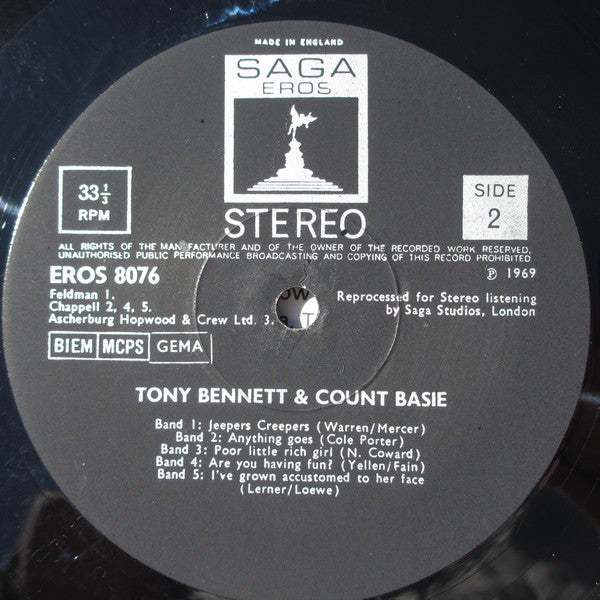 MADE IN ENGLAND
SAGA
EROS
33⅓
RPM
STEREO
SIDE
2
ALL RIGHTS OF THE MANUFACTURER AND OF THE OWNER OF THE RECORDED WORK RESERVED.
UNAUTHORISED PUBLIC PERFORMANCE BROADCASTING AND COPYING OF THIS RECORD PROHIBITED
EROS 8076
Ⓟ 1969
Feldman 1.
Chappell 2, 4, 5.
Ascherburg Hopwood & Crew Ltd. 3.
Reprocessed for Stereo listening
by Saga Studios, London
BIEM MCPS GEMA
TONY BENNETT & COUNT BASIE
Band 1: Jeepers Creepers (Warren/Mercer)
Band 2: Anything goes (Cole Porter)
Band 3: Poor little rich girl (N. Coward)
Band 4: Are you having fun? (Yellen/Fain)
Band 5: I've grown accustomed to her face
(Lerner/Loewe)